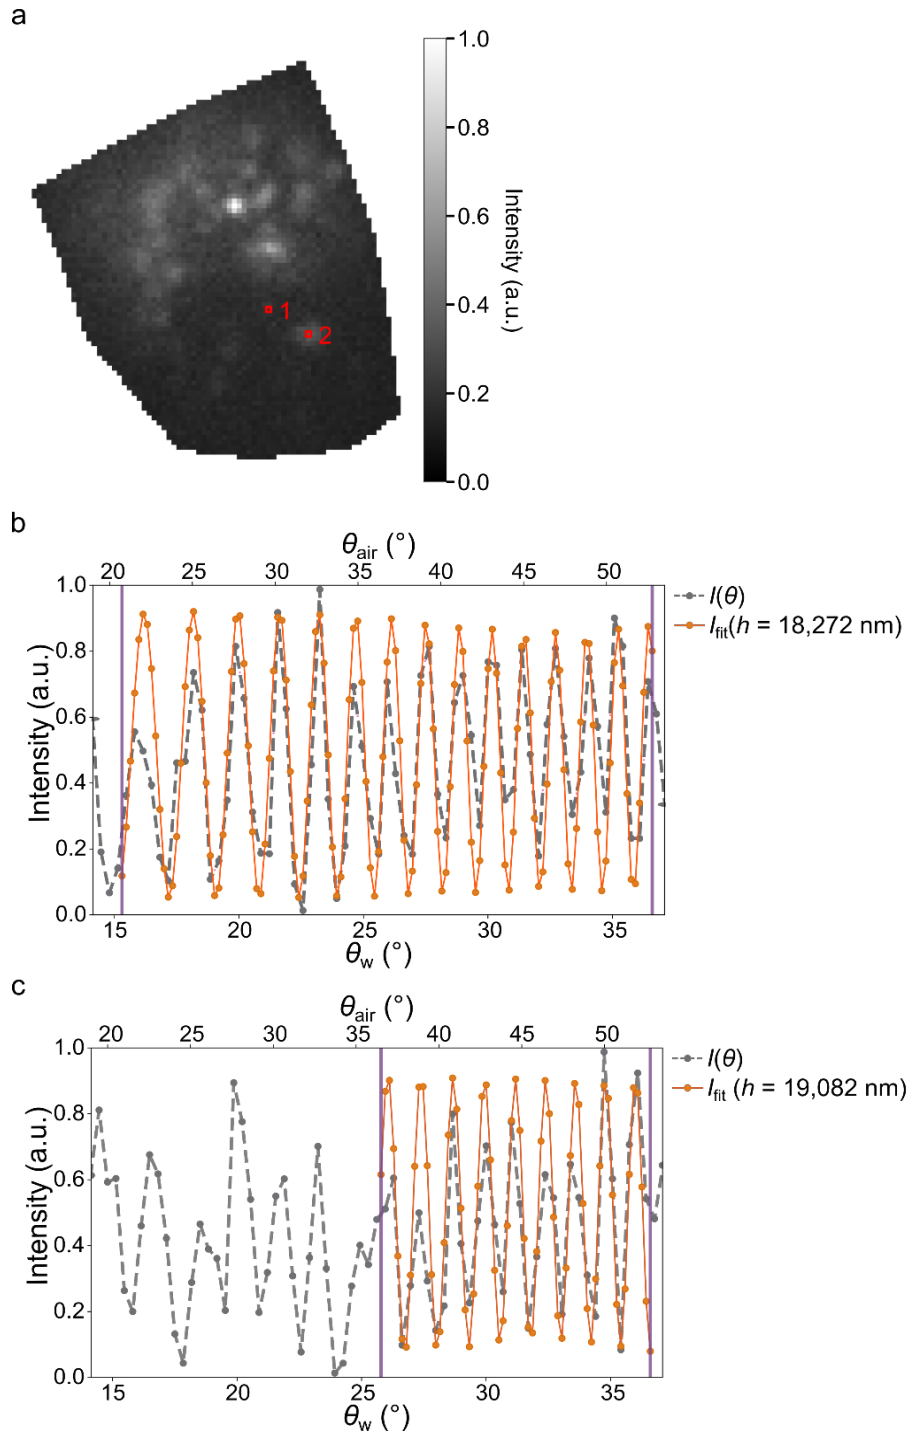 a
1.0
0.8
0.6
0.4
0.2
0.0
Intensity (a.u.)
1
2
b
θair (°)
20 25 30 35 40 45 50
1.0
0.8
0.6
0.4
0.2
0.0
Intensity (a.u.)
15 20 25 30 35
θw (°)
I(θ)
Ifit(h = 18,272 nm)
c
θair (°)
20 25 30 35 40 45 50
1.0
0.8
0.6
0.4
0.2
0.0
Intensity (a.u.)
15 20 25 30 35
θw (°)
I(θ)
Ifit (h = 19,082 nm)